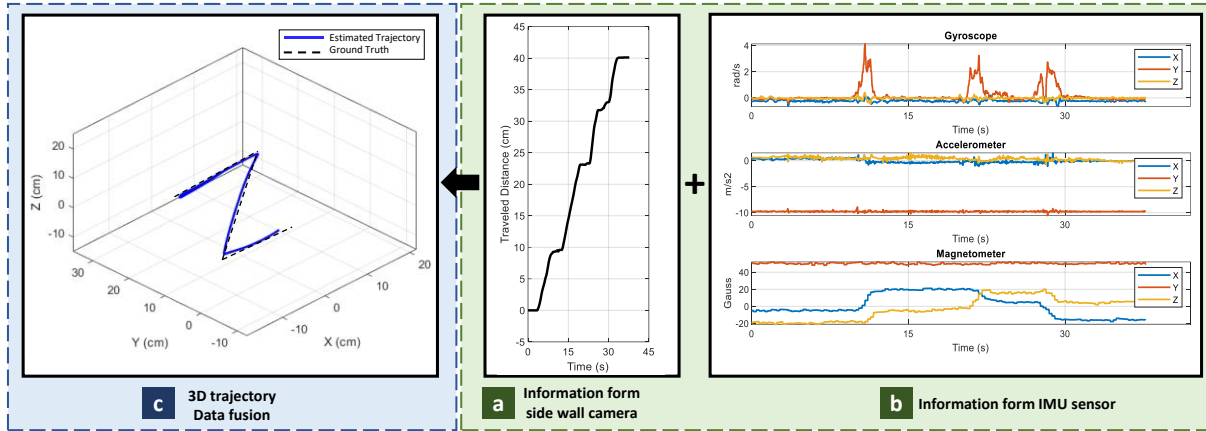 Estimated Trajectory
Ground Truth
Z (cm)
20
10
0
-10
30
20
10
0
-10
Y (cm)
-10
0
10
20
X (cm)
c
3D trajectory
Data fusion
Traveled Distance (cm)
45
40
35
30
25
20
15
10
5
0
-5
0
15
30
45
Time (s)
a
Information form
side wall camera
+
Gyroscope
rad/s
4
2
0
0
15
30
Time (s)
X
Y
Z
Accelerometer
m/s2
0
-5
-10
0
15
30
Time (s)
X
Y
Z
Magnetometer
Gauss
40
20
0
-20
0
15
30
Time (s)
X
Y
Z
b
Information form IMU sensor